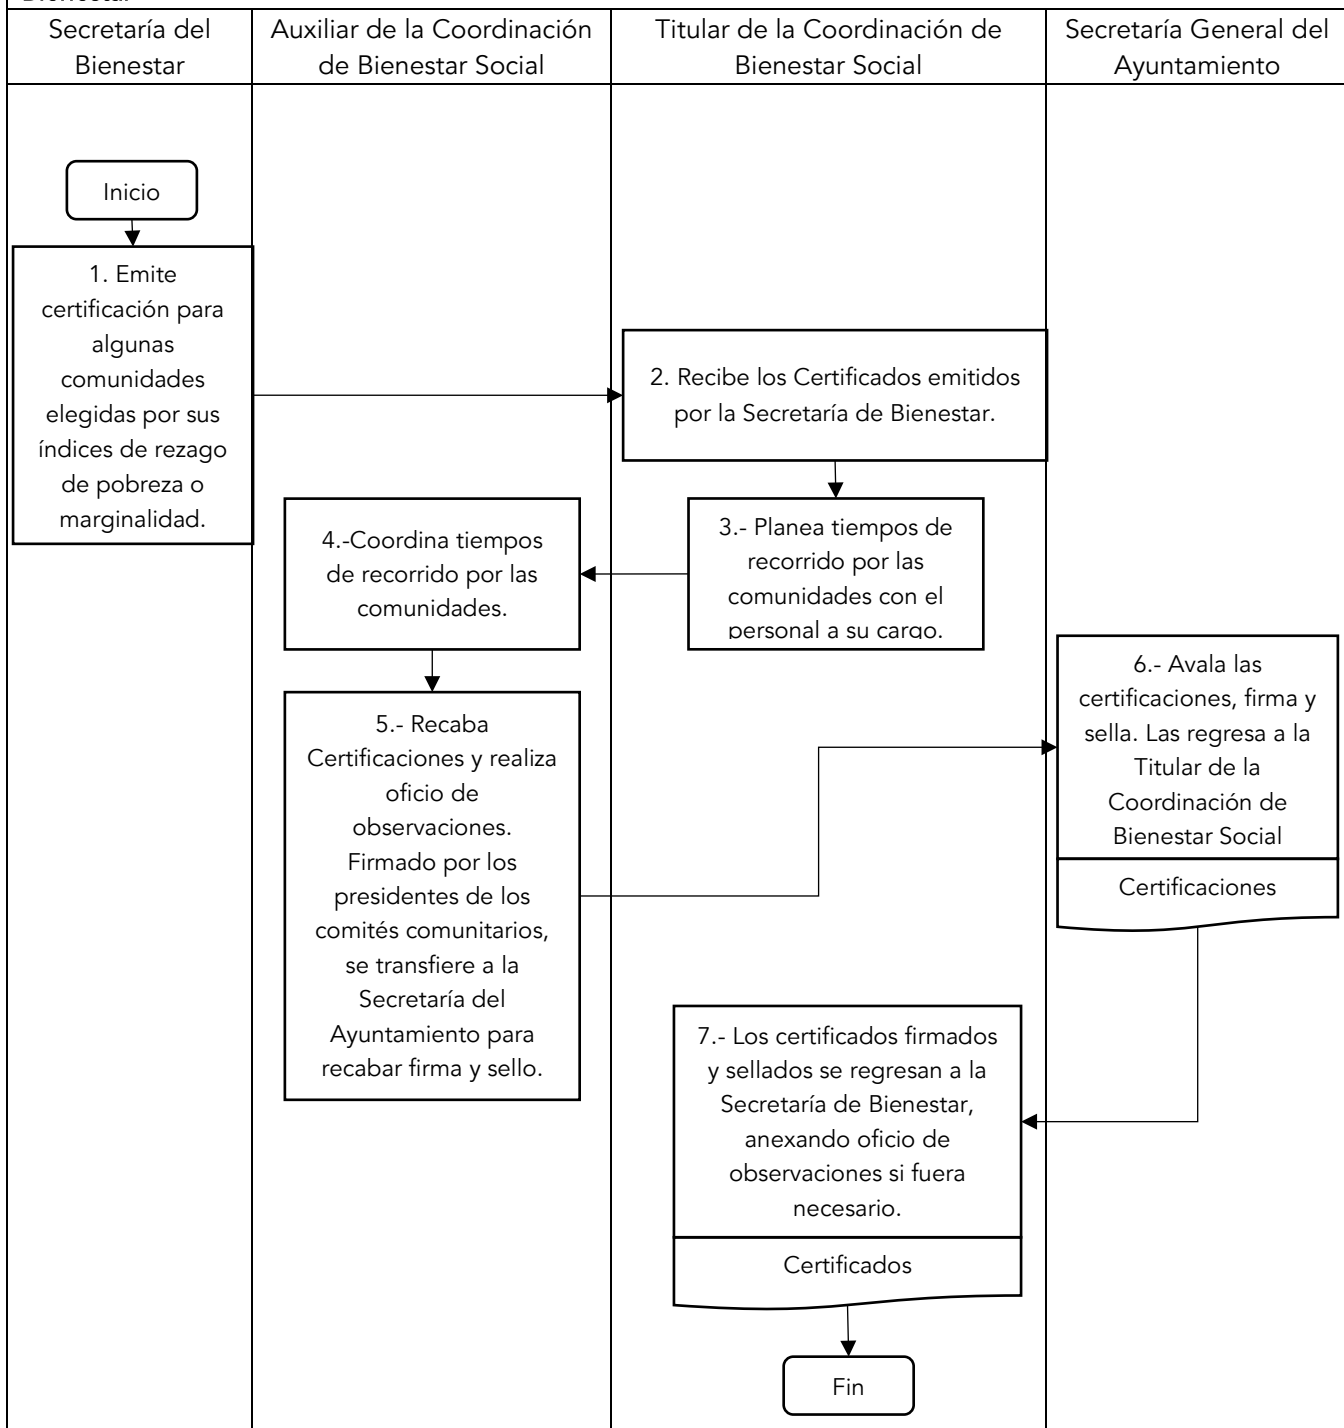 Secretaría del
Bienestar
Auxiliar de la Coordinación
de Bienestar Social
Titular de la Coordinación de
Bienestar Social
Secretaría General del
Ayuntamiento
Inicio
1. Emite
certificación para
algunas
comunidades
elegidas por sus
índices de rezago
de pobreza o
marginalidad.
2. Recibe los Certificados emitidos
por la Secretaría de Bienestar.
3.- Planea tiempos de
recorrido por las
comunidades con el
personal a su cargo.
4.-Coordina tiempos
de recorrido por las
comunidades.
5.- Recaba
Certificaciones y realiza
oficio de
observaciones.
Firmado por los
presidentes de los
comités comunitarios,
se transfiere a la
Secretaría del
Ayuntamiento para
recabar firma y sello.
6.- Avala las
certificaciones, firma y
sella. Las regresa a la
Titular de la
Coordinación de
Bienestar Social
Certificaciones
7.- Los certificados firmados
y sellados se regresan a la
Secretaría de Bienestar,
anexando oficio de
observaciones si fuera
necesario.
Certificados
Fin